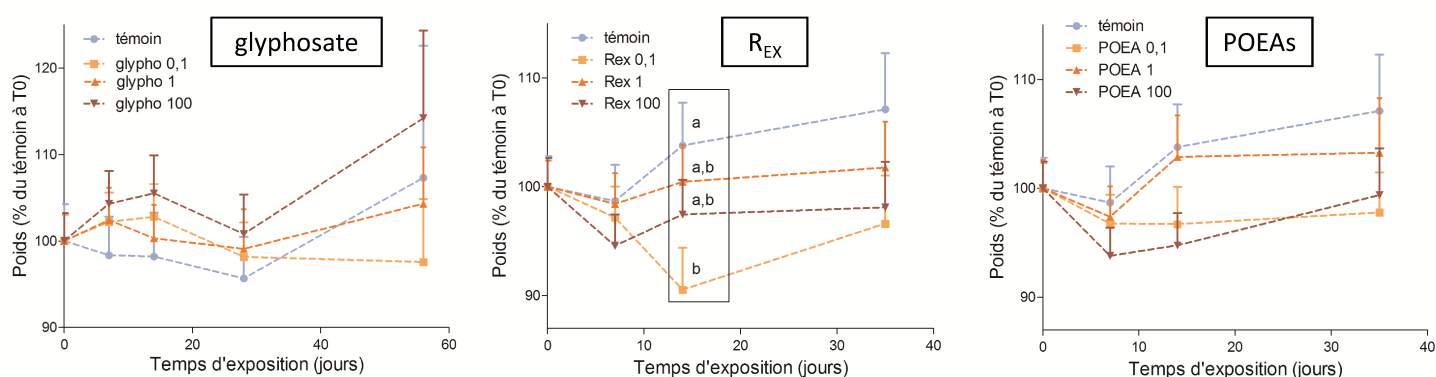 glyphosate
témoin
glypho 0,1
glypho 1
glypho 100
Poids (% du témoin à T0)
120
110
100
90
0
20
40
60
Temps d'exposition (jours)
REX
témoin
Rex 0,1
Rex 1
Rex 100
Poids (% du témoin à T0)
110
100
90
a
a,b
a,b
b
0
10
20
30
40
Temps d'exposition (jours)
POEAs
témoin
POEA 0,1
POEA 1
POEA 100
Poids (% du témoin à T0)
110
100
90
0
10
20
30
40
Temps d'exposition (jours)